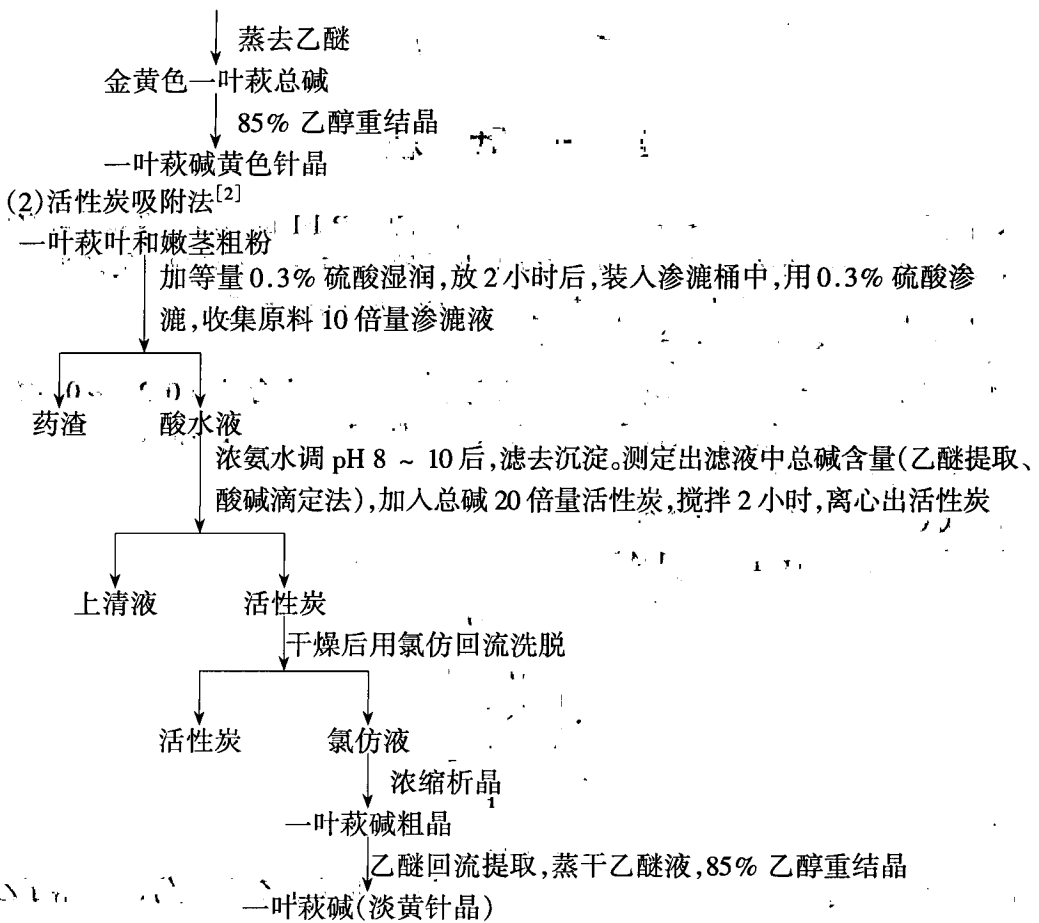 蒸去乙醚
金黄色一叶萩总碱
85% 乙醇重结晶
一叶萩碱黄色针晶
(2)活性炭吸附法[2]
一叶萩叶和嫩茎粗粉
加等量0.3% 硫酸湿润,放2小时后,装入渗漉桶中,用0.3% 硫酸渗
漉,收集原料10倍量渗漉液
药渣 酸水液
浓氨水调 pH 8 ~ 10后,滤去沉淀。测定出滤液中总碱含量(乙醚提取、
酸碱滴定法),加入总碱20倍量活性炭,搅拌2小时,离心出活性炭
上清液 活性炭
干燥后用氯仿回流洗脱
活性炭 氯仿液
浓缩析晶
一叶萩碱粗晶
乙醚回流提取,蒸干乙醚液,85% 乙醇重结晶
一叶萩碱(淡黄针晶)